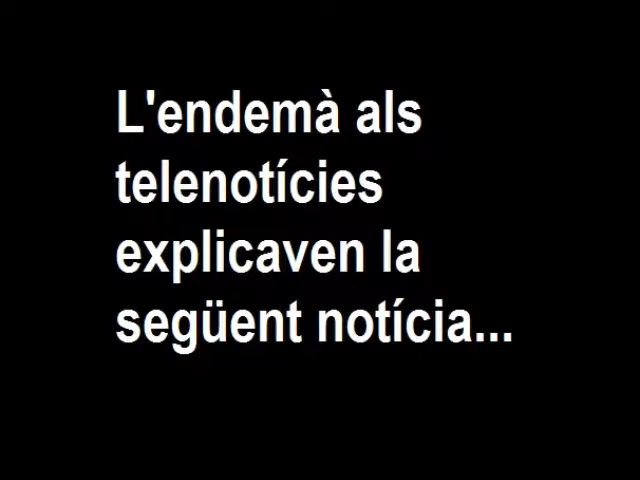 L'endemà als
telenotícies
explicaven la
següent notícia...